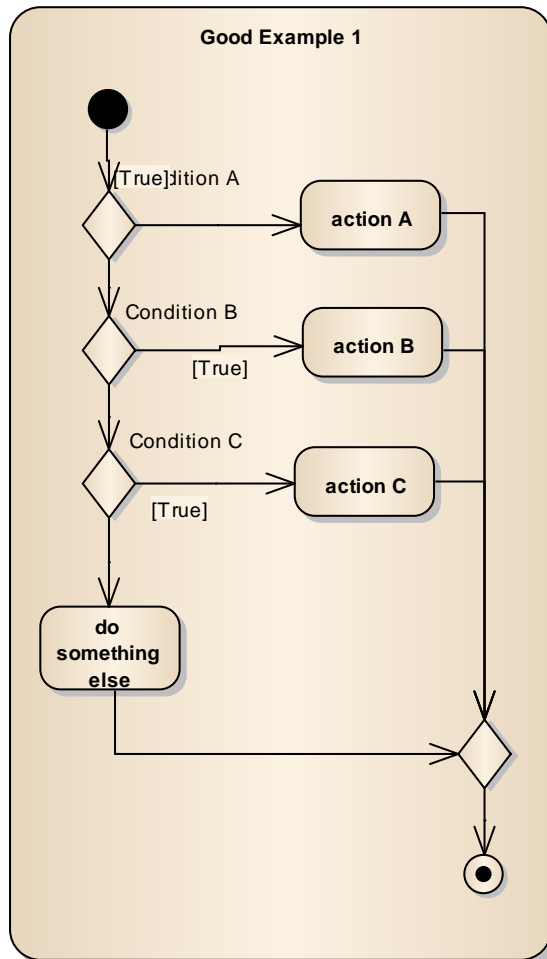 Good Example 1
[True]dition A
action A
Condition B
action B
[True]
Condition C
action C
[True]
do
something
else